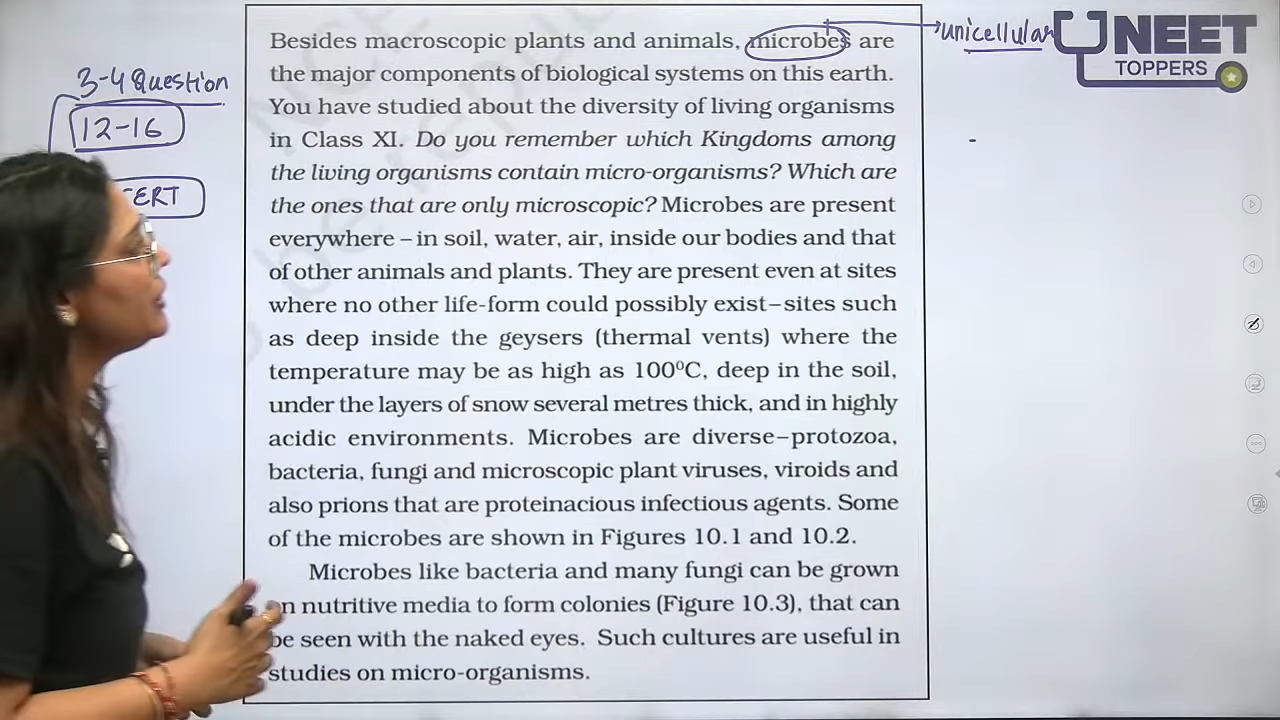 Besides macroscopic plants and animals, microbes are
the major components of biological systems on this earth.
You have studied about the diversity of living organisms
in Class XI. Do you remember which Kingdoms among
the living organisms contain micro-organisms? Which are
the ones that are only microscopic? Microbes are present
everywhere – in soil, water, air, inside our bodies and that
of other animals and plants. They are present even at sites
where no other life-form could possibly exist–sites such
as deep inside the geysers (thermal vents) where the
temperature may be as high as 100⁰C, deep in the soil,
under the layers of snow several metres thick, and in highly
acidic environments. Microbes are diverse–protozoa,
bacteria, fungi and microscopic plant viruses, viroids and
also prions that are proteinacious infectious agents. Some
of the microbes are shown in Figures 10.1 and 10.2.
Microbes like bacteria and many fungi can be grown
nutritive media to form colonies (Figure 10.3), that can
be seen with the naked eyes. Such cultures are useful in
studies on micro-organisms.
3-4 Question
12-16
unicellular
NEET
TOPPERS